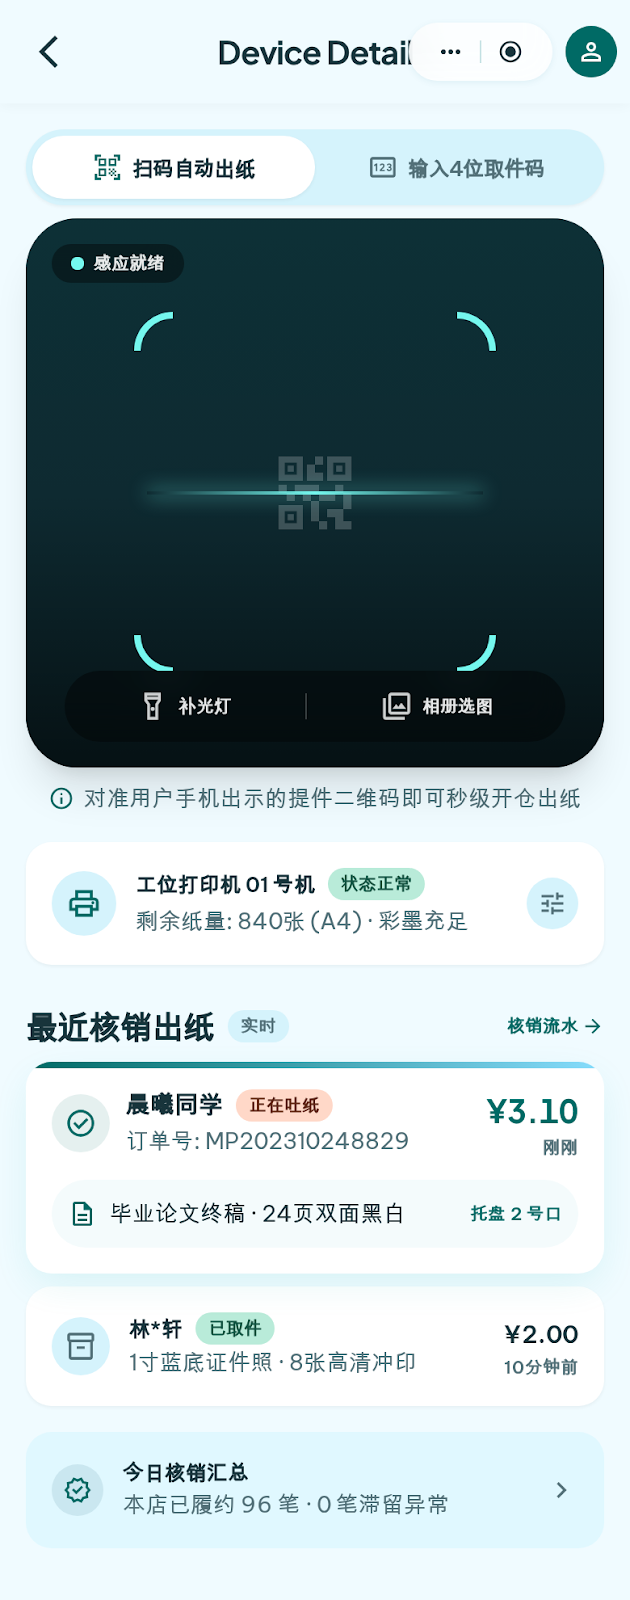 Device Detail
扫码自动出纸
123 输入4位取件码
感应就绪
补光灯
相册选图
对准用户手机出示的提件二维码即可秒级开仓出纸
工位打印机 01 号机 状态正常
剩余纸量: 840张 (A4) · 彩墨充足
最近核销出纸 实时 核销流水 →
晨曦同学 正在吐纸 ¥3.10
订单号: MP202310248829 刚刚
毕业论文终稿 · 24页双面黑白 托盘 2 号口
林*轩 已取件 ¥2.00
1寸蓝底证件照 · 8张高清冲印 10分钟前
今日核销汇总
本店已履约 96 笔 · 0 笔滞留异常